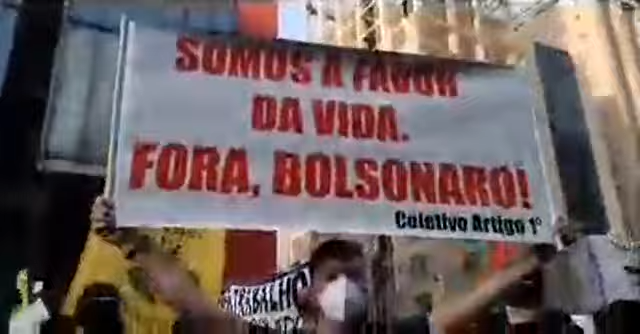 SOMOS A FAVOR
DA VIDA.
FORA, BOLSONARO!
Coletivo Artigo 1º